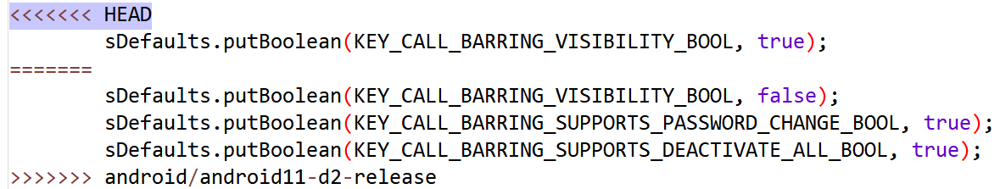 <<<<<<< HEAD
        sDefaults.putBoolean(KEY_CALL_BARRING_VISIBILITY_BOOL, true);
=======
        sDefaults.putBoolean(KEY_CALL_BARRING_VISIBILITY_BOOL, false);
        sDefaults.putBoolean(KEY_CALL_BARRING_SUPPORTS_PASSWORD_CHANGE_BOOL, true);
        sDefaults.putBoolean(KEY_CALL_BARRING_SUPPORTS_DEACTIVATE_ALL_BOOL, true);
>>>>>>> android/android11-d2-release